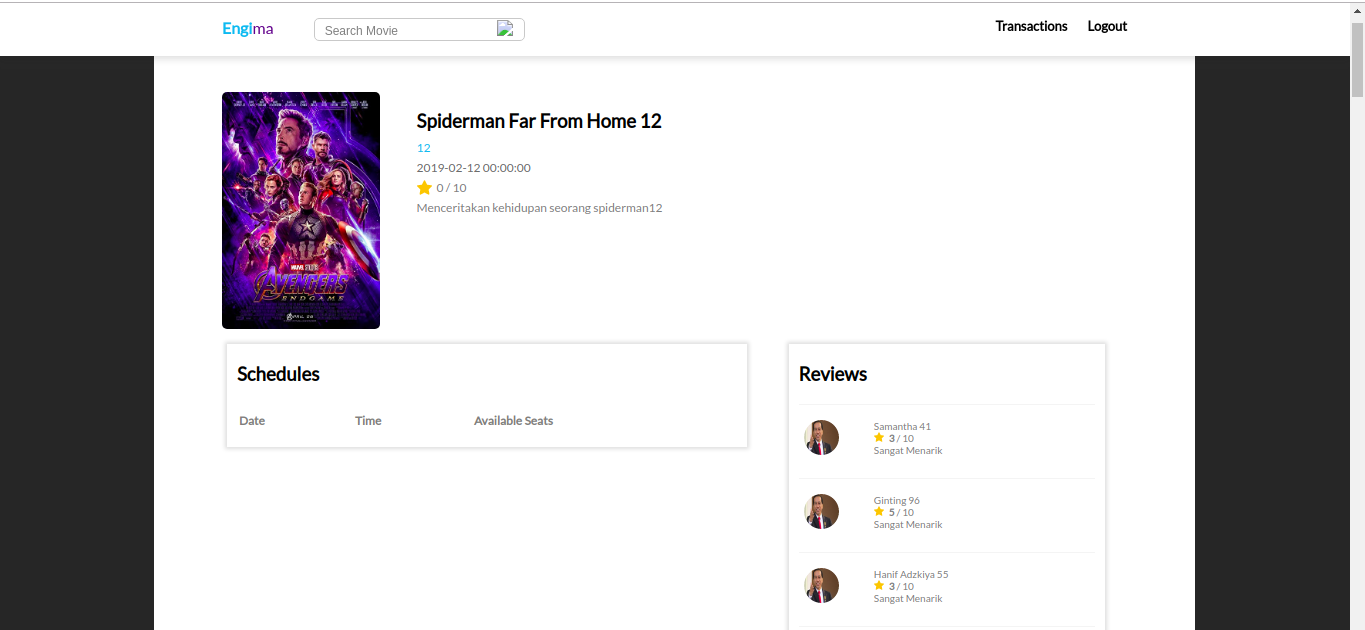 Engima
Search Movie
Transactions
Logout
MARVEL STUDIOS
AVENGERS
ENDGAME
APRIL 26
Spiderman Far From Home 12
12
2019-02-12 00:00:00
0 / 10
Menceritakan kehidupan seorang spiderman12
Schedules
Date Time Available Seats
Reviews
Samantha 41
3 / 10
Sangat Menarik
Ginting 96
5 / 10
Sangat Menarik
Hanif Adzkiya 55
3 / 10
Sangat Menarik